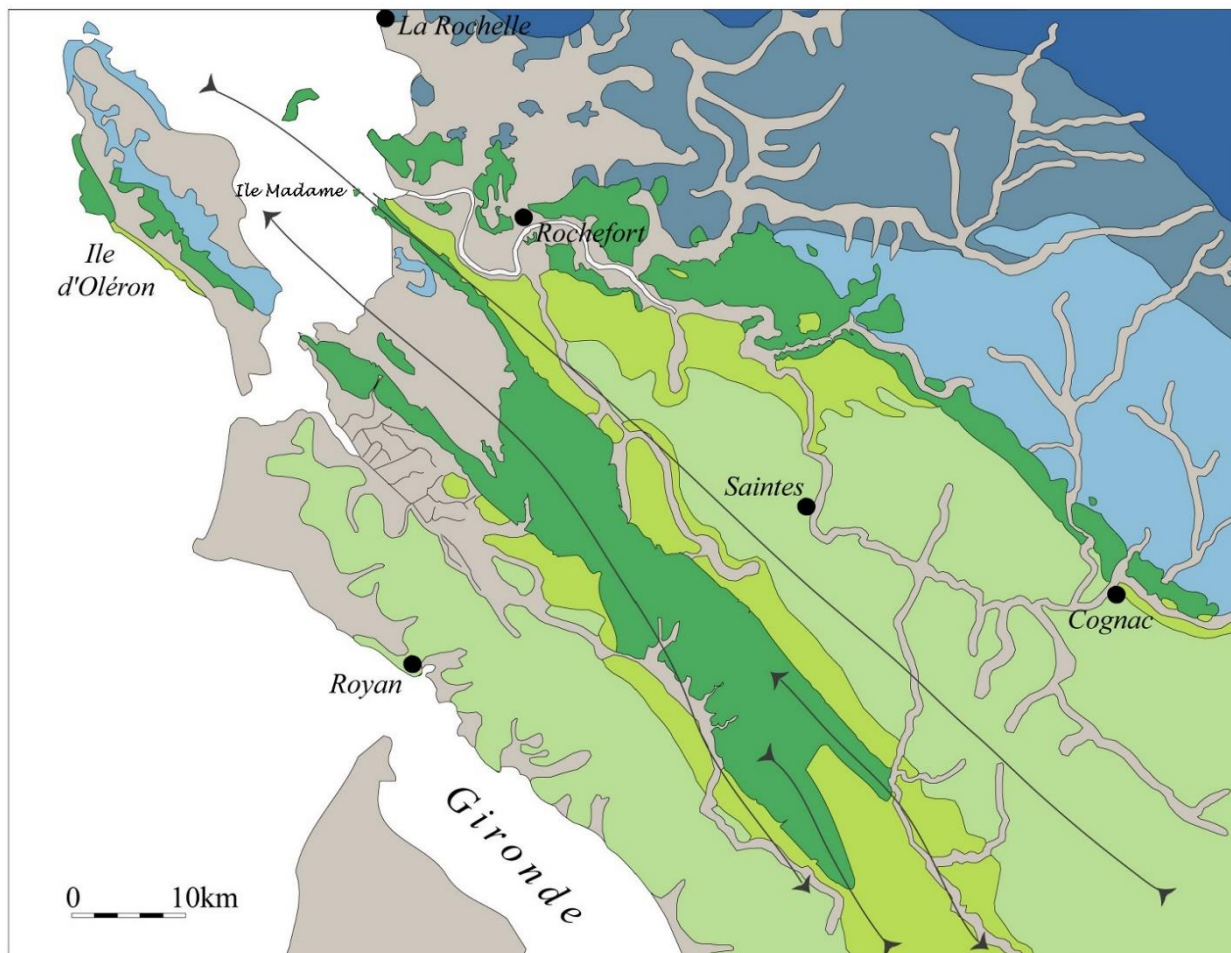 La Rochelle
Ile Madame
Rochefort
Ile
d'Oléron
Saintes
Cognac
Royan
Gironde
0 10km